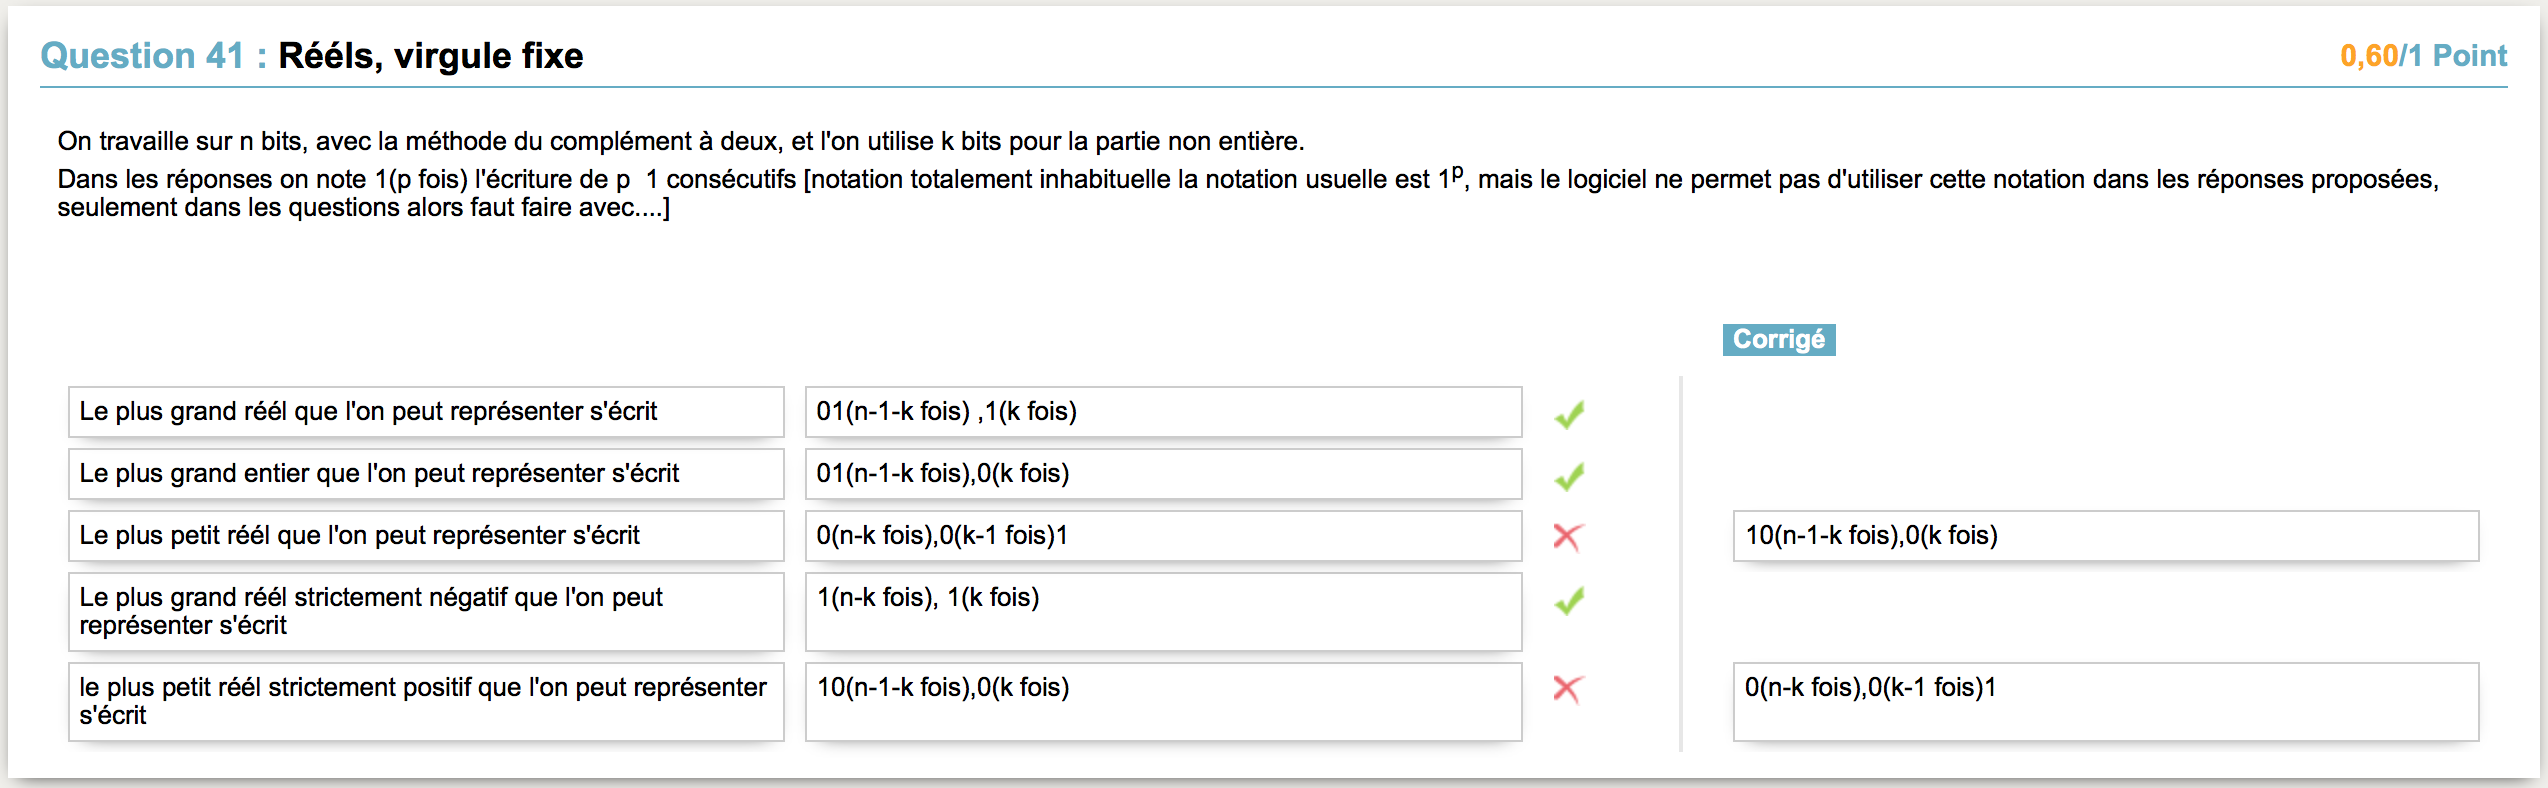 Question 41 : Réels, virgule fixe
0,60/1 Point
On travaille sur n bits, avec la méthode du complément à deux, et l'on utilise k bits pour la partie non entière.
Dans les réponses on note 1(p fois) l'écriture de p  1 consécutifs [notation totalement inhabituelle la notation usuelle est 1ᵖ, mais le logiciel ne permet pas d'utiliser cette notation dans les réponses proposées,
seulement dans les questions alors faut faire avec....]
Corrigé
Le plus grand réél que l'on peut représenter s'écrit
01(n-1-k fois) ,1(k fois)
Le plus grand entier que l'on peut représenter s'écrit
01(n-1-k fois),0(k fois)
Le plus petit réél que l'on peut représenter s'écrit
0(n-k fois),0(k-1 fois)1
10(n-1-k fois),0(k fois)
Le plus grand réél strictement négatif que l'on peut
représenter s'écrit
1(n-k fois), 1(k fois)
le plus petit réél strictement positif que l'on peut représenter
s'écrit
10(n-1-k fois),0(k fois)
0(n-k fois),0(k-1 fois)1